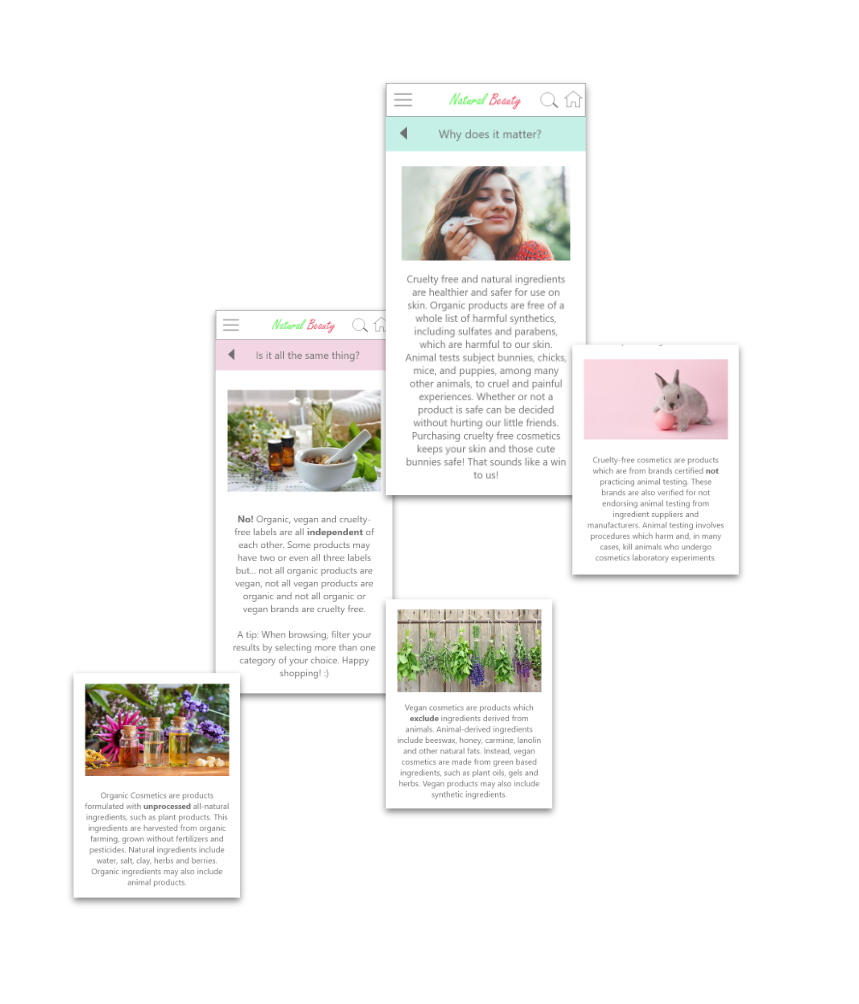 Natural Beauty
Why does it matter?
Cruelty free and natural ingredients
are healthier and safer for use on
skin. Organic products are free of a
whole list of harmful synthetics,
including sulfates and parabens,
which are harmful to our skin.
Animal tests subject bunnies, chicks,
mice, and puppies, among many
other animals, to cruel and painful
experiences. Whether or not a
product is safe can be decided
without hurting our little friends.
Purchasing cruelty free cosmetics
keeps your skin and those cute
bunnies safe! That sounds like a win
to us!
Natural Beauty
Is it all the same thing?
No! Organic, vegan and cruelty-
free labels are all independent of
each other. Some products may
have two or even all three labels
but... not all organic products are
vegan, not all vegan products are
organic and not all organic or
vegan brands are cruelty free.
A tip: When browsing, filter your
results by selecting more than one
category of your choice. Happy
shopping! :)
Cruelty-free cosmetics are products
which are from brands certified not
practicing animal testing. These
brands are also verified for not
endorsing animal testing from
ingredient suppliers and
manufacturers. Animal testing involves
procedures which harm and, in many
cases, kill animals who undergo
cosmetics laboratory experiments.
Vegan cosmetics are products which
exclude ingredients derived from
animals. Animal-derived ingredients
include beeswax, honey, carmine, lanolin
and other natural fats. Instead, vegan
cosmetics are made from green based
ingredients, such as plant oils, gels and
herbs. Vegan products may also include
synthetic ingredients.
Organic Cosmetics are products
formulated with unprocessed all-natural
ingredients, such as plant products. This
ingredients are harvested from organic
farming, grown without fertilizers and
pesticides. Natural ingredients include
water, salt, clay, herbs and berries.
Organic ingredients may also include
animal products.